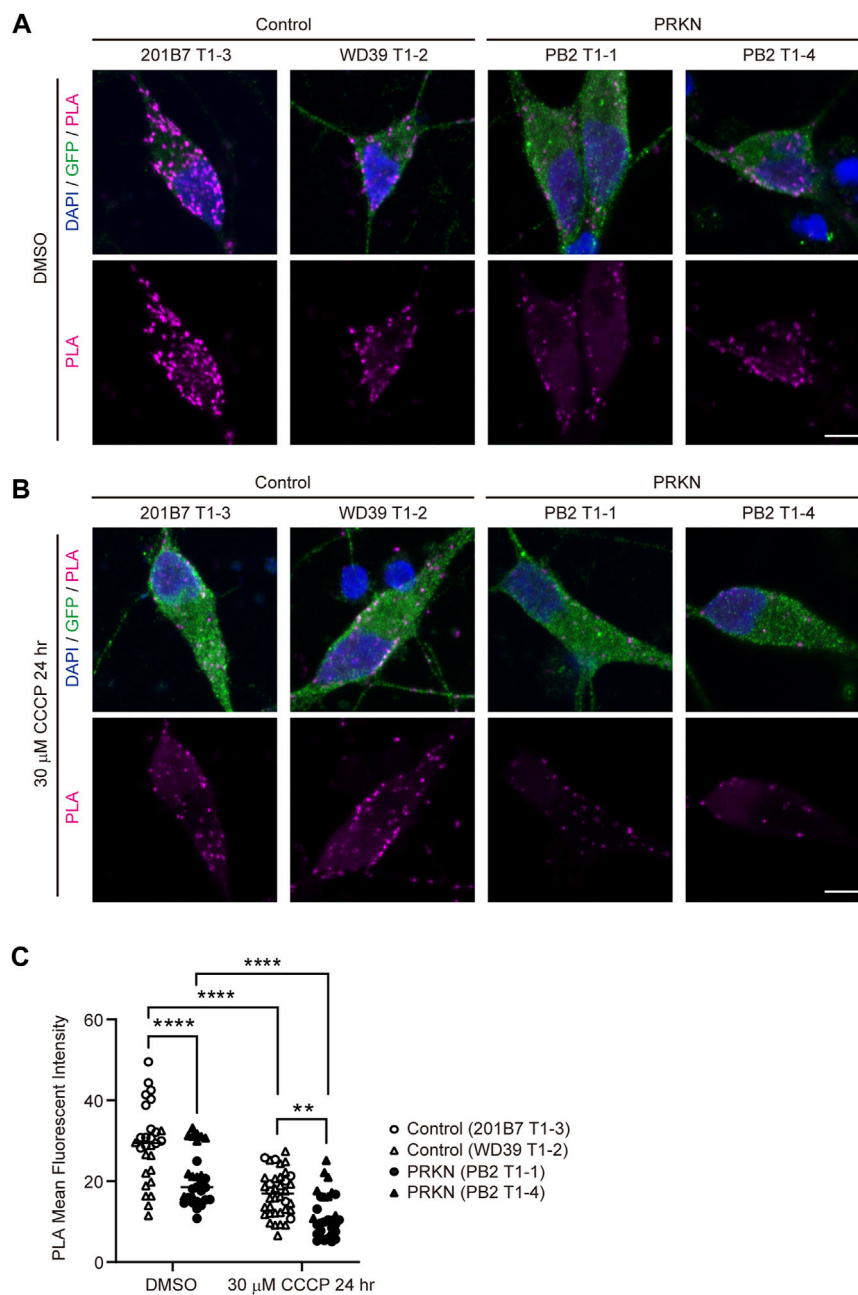 A
Control
PRKN
201B7 T1-3
WD39 T1-2
PB2 T1-1
PB2 T1-4
DMSO
DAPI / GFP / PLA
PLA
B
Control
PRKN
201B7 T1-3
WD39 T1-2
PB2 T1-1
PB2 T1-4
30 μM CCCP 24 hr
DAPI / GFP / PLA
PLA
C
PLA Mean Fluorescent Intensity
60
40
20
0
****
****
****
**
DMSO
30 μM CCCP 24 hr
Control (201B7 T1-3)
Control (WD39 T1-2)
PRKN (PB2 T1-1)
PRKN (PB2 T1-4)